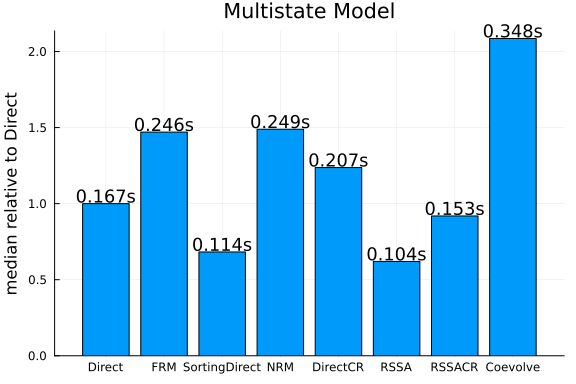 Multistate Model
median relative to Direct
2.0
1.5
1.0
0.5
0.0
0.167s
0.246s
0.114s
0.249s
0.207s
0.104s
0.153s
0.348s
Direct
FRM
SortingDirect
NRM
DirectCR
RSSA
RSSACR
Coevolve